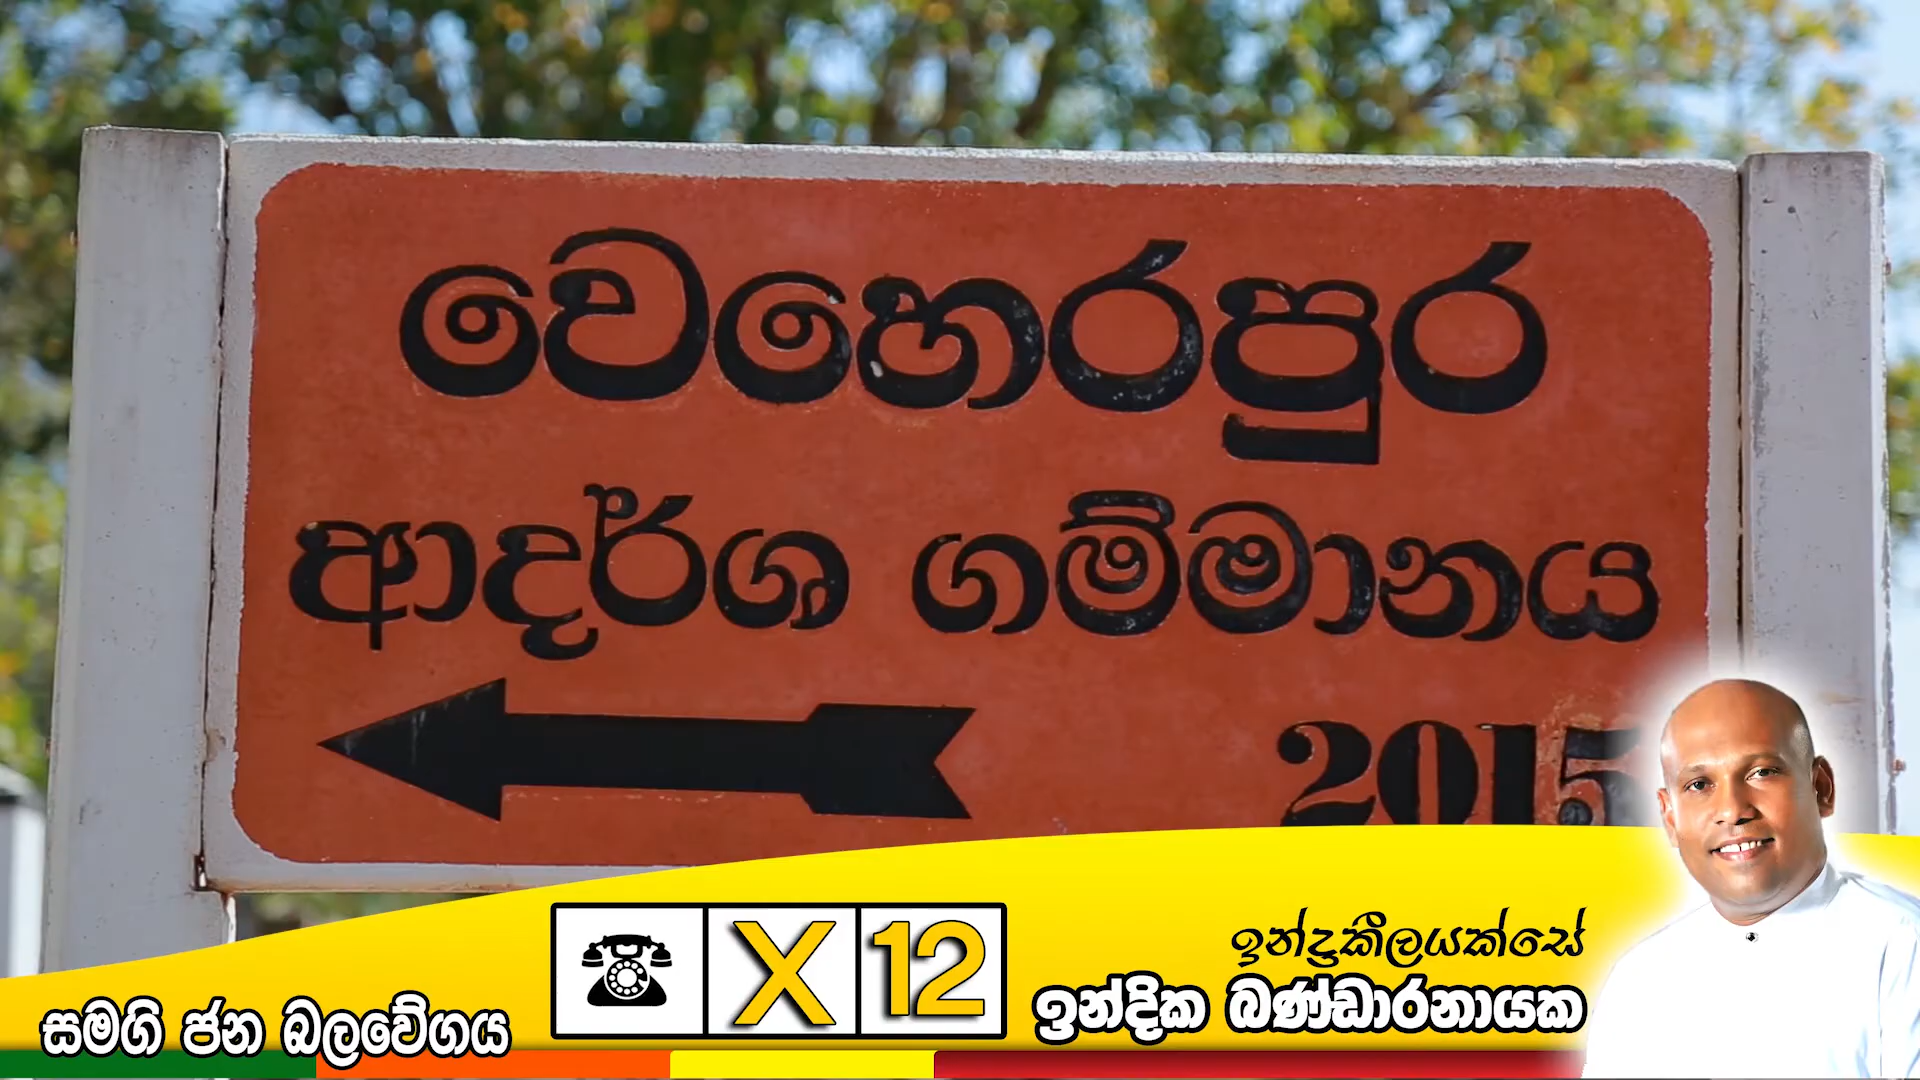 වෙහෙරපුර
ආදර්ශ ගම්මානය
2015
X 12
ඉන්ද්‍රකීලයක්සේ
ඉන්දික බණ්ඩාරනායක
සමගි ජන බලවේගය